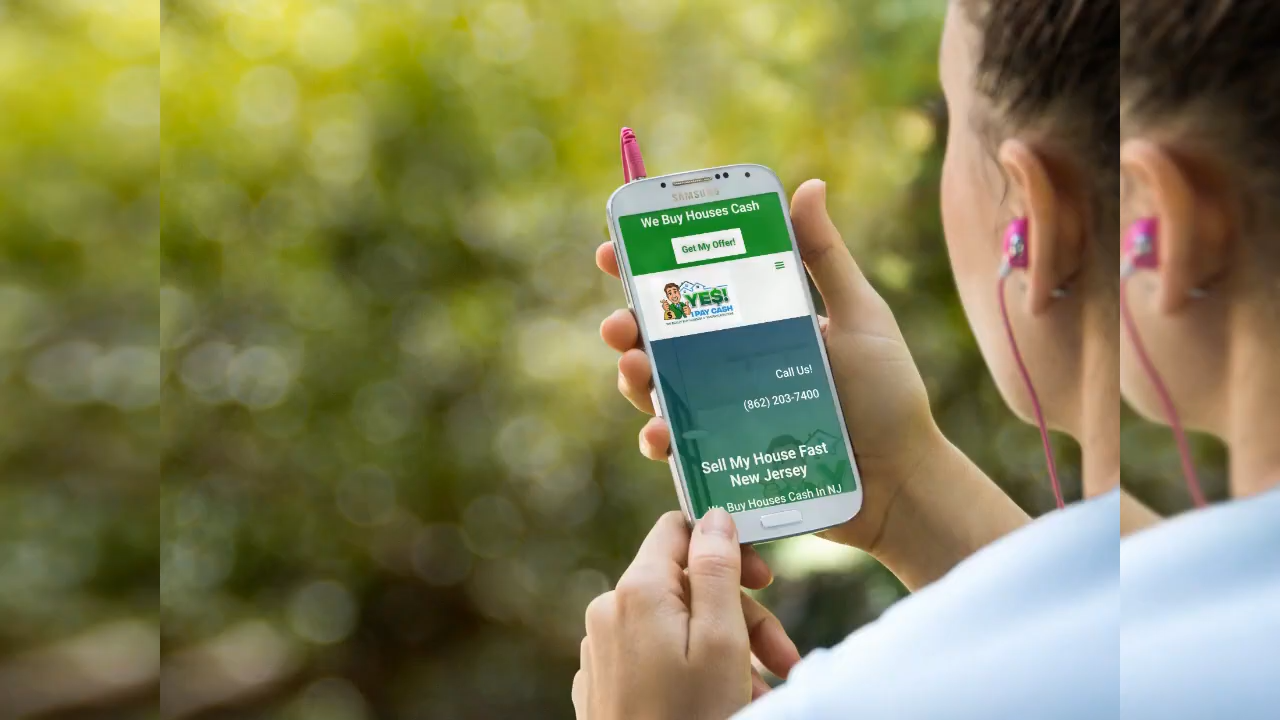 SAMSUNG
We Buy Houses Cash
Get My Offer!
YE$!
I PAY CASH
Call Us!
(862) 203-7400
Sell My House Fast
New Jersey
We Buy Houses Cash In NJ